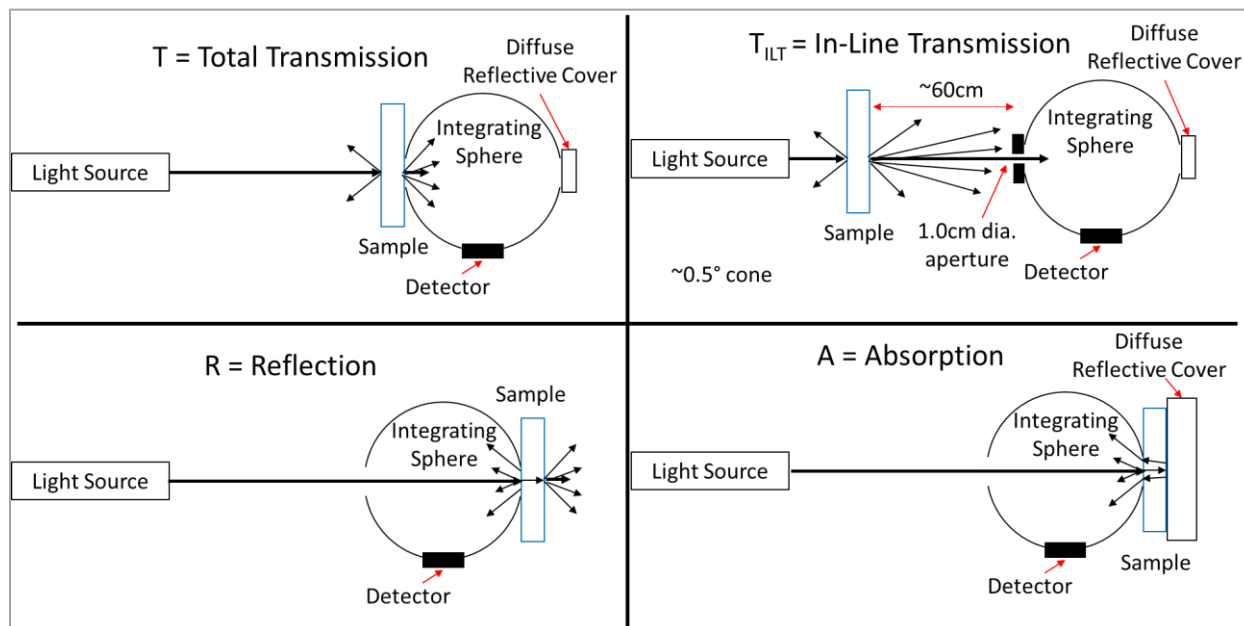 T = Total Transmission
Diffuse
Reflective Cover
Integrating
Sphere
Light Source
Sample
Detector
T_ILT = In-Line Transmission
Diffuse
Reflective Cover
~60cm
Integrating
Sphere
Light Source
Sample
1.0cm dia.
aperture
Detector
~0.5° cone
R = Reflection
Sample
Integrating
Sphere
Light Source
Detector
A = Absorption
Diffuse
Reflective Cover
Integrating
Sphere
Light Source
Detector
Sample